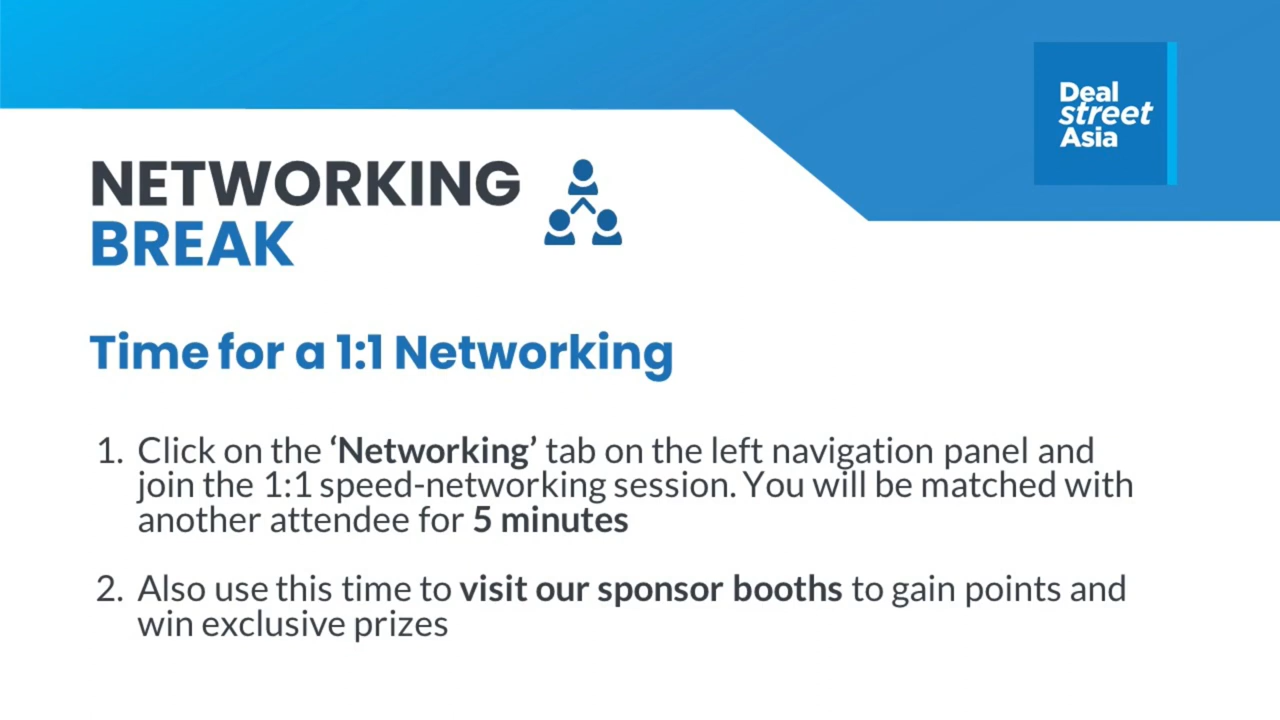 Deal
street
Asia
NETWORKING
BREAK
Time for a 1:1 Networking
1. Click on the ‘Networking’ tab on the left navigation panel and
join the 1:1 speed-networking session. You will be matched with
another attendee for 5 minutes
2. Also use this time to visit our sponsor booths to gain points and
win exclusive prizes